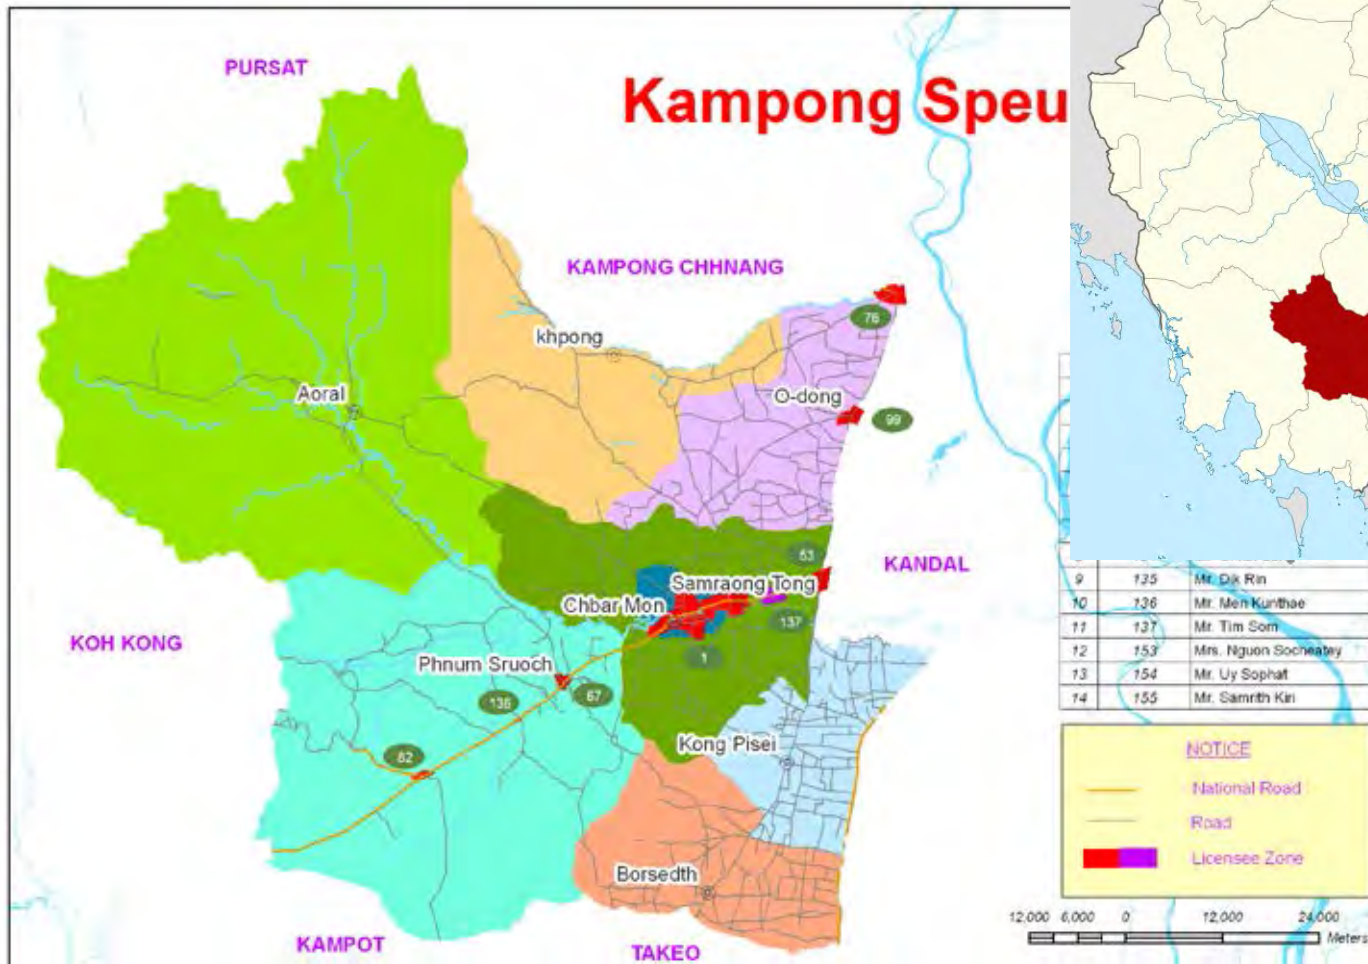 PURSAT
Kampong Speu
KAMPONG CHHNANG
76
khpong
O-dong
Aoral
99
53
KANDAL
Samraong Tong
Chbar Mon
137
KOH KONG
1
Phnum Sruoch
67
136
Kong Pisei
82
Borsedth
KAMPOT
TAKEO
9 135 Mr. Dik Rin
10 136 Mr. Men Kunthae
11 137 Mr. Tim Som
12 153 Mrs. Nguon Socheatey
13 154 Mr. Uy Sophat
14 155 Mr. Samrith Kiri
NOTICE
National Road
Road
Licensee Zone
12,000 6,000 0 12,000 24,000
Meters